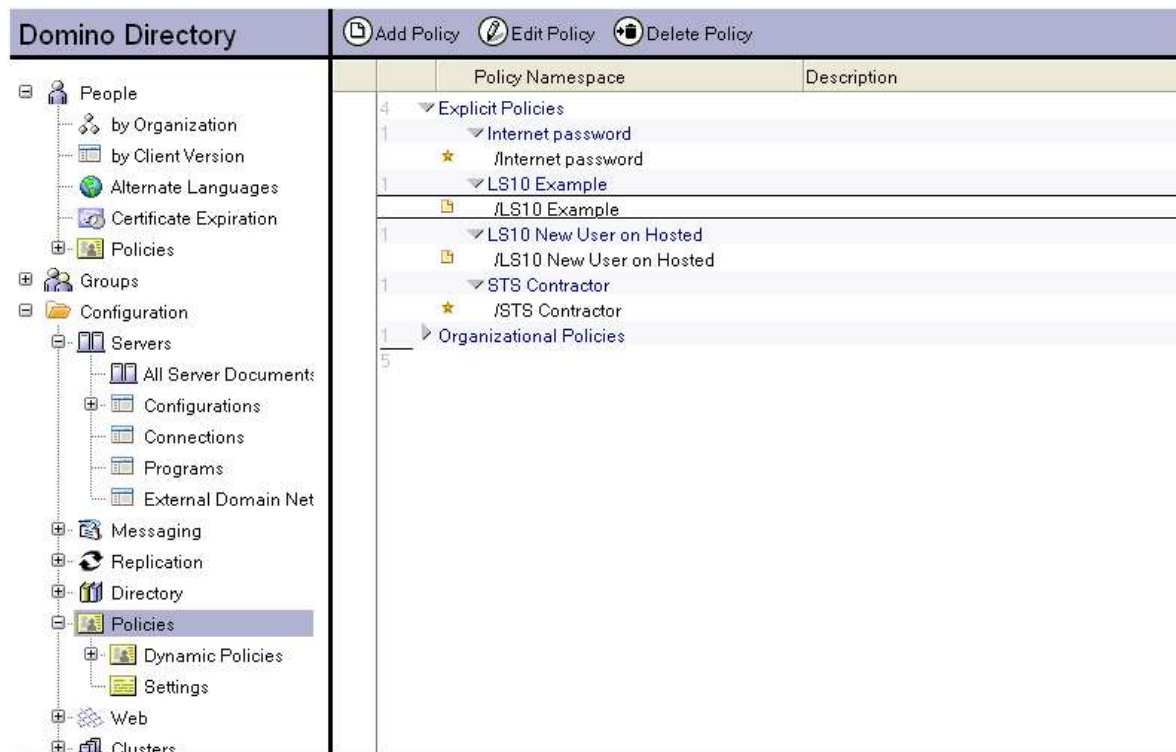 Domino Directory
Add Policy Edit Policy Delete Policy
People
by Organization
by Client Version
Alternate Languages
Certificate Expiration
Policies
Groups
Configuration
Servers
All Server Documents
Configurations
Connections
Programs
External Domain Net
Messaging
Replication
Directory
Policies
Dynamic Policies
Settings
Web
Clusters
Policy Namespace Description
4 Explicit Policies
1 Internet password
/Internet password
1 LS10 Example
/LS10 Example
1 LS10 New User on Hosted
/LS10 New User on Hosted
1 STS Contractor
/STS Contractor
1 Organizational Policies
5